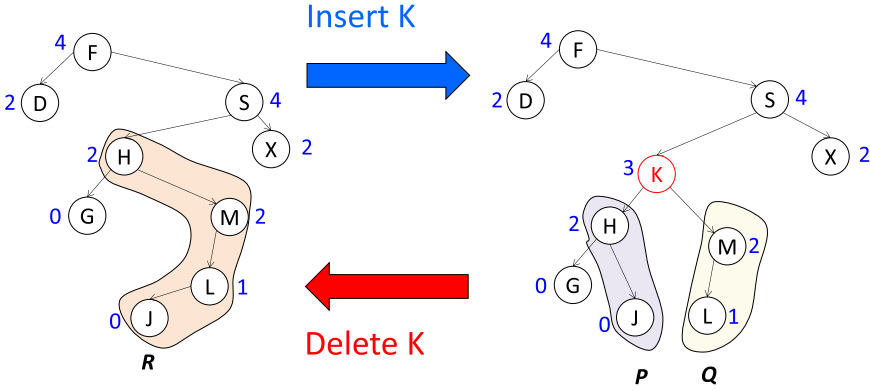 Insert K
4 F
2 D
S 4
2 H
X 2
0 G
M 2
L 1
0 J
R
Delete K
4 F
2 D
S 4
X 2
3 K
2 H
M 2
0 G
0 J
L 1
P
Q